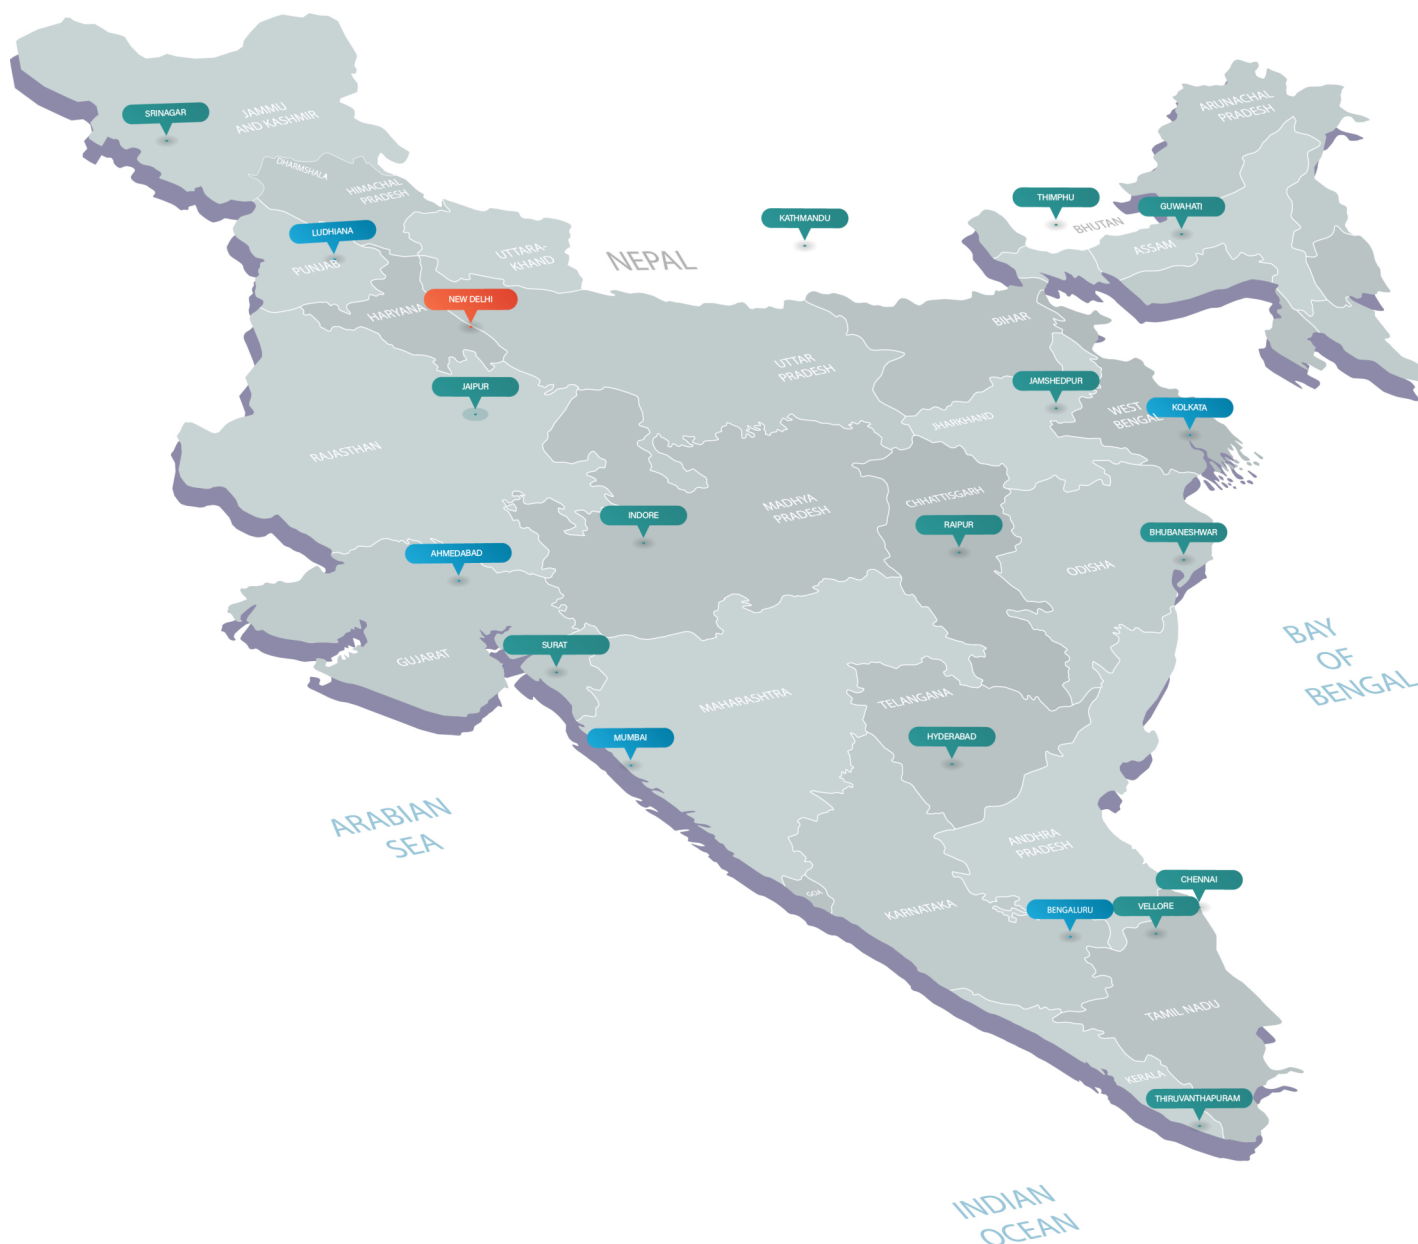 ARUNACHAL
PRADESH
SRINAGAR
JAMMU
AND KASHMIR
DHARMSHALA
HIMACHAL
PRADESH
THIMPHU
GUWAHATI
KATHMANDU
BHUTAN
LUDHIANA
ASSAM
UTTARA-
KHAND
NEPAL
PUNJAB
NEW DELHI
HARYANA
BIHAR
UTTAR
PRADESH
JAIPUR
JAMSHEDPUR
KOLKATA
WEST
BENGAL
JHARKHAND
RAJASTHAN
CHHATTISGARH
MADHYA
PRADESH
INDORE
RAIPUR
BHUBANESHWAR
AHMEDABAD
ODISHA
BAY
OF
BENGAL
SURAT
GUJARAT
MAHARASHTRA
TELANGANA
MUMBAI
HYDERABAD
ARABIAN
SEA
ANDHRA
PRADESH
CHENNAI
GOA
KARNATAKA
BENGALURU
VELLORE
TAMIL NADU
KERALA
THIRUVANTHAPURAM
INDIAN
OCEAN